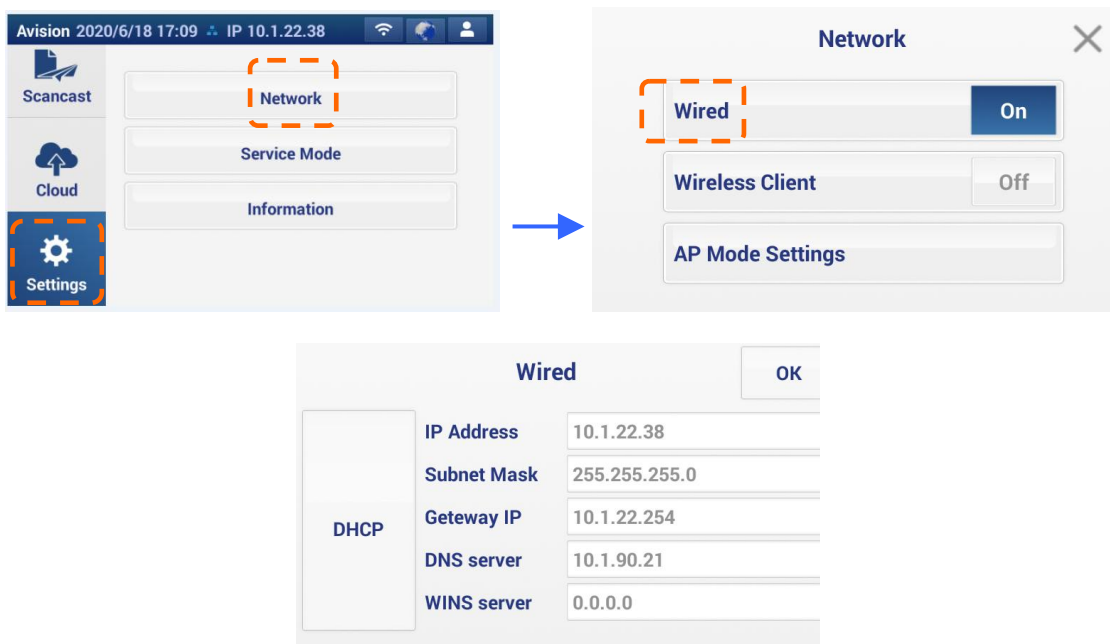 Avision 2020/6/18 17:09 IP 10.1.22.38
Scancast
Cloud
Settings
Network
Service Mode
Information
Network
Wired On
Wireless Client Off
AP Mode Settings
Wired OK
DHCP
IP Address 10.1.22.38
Subnet Mask 255.255.255.0
Geteway IP 10.1.22.254
DNS server 10.1.90.21
WINS server 0.0.0.0